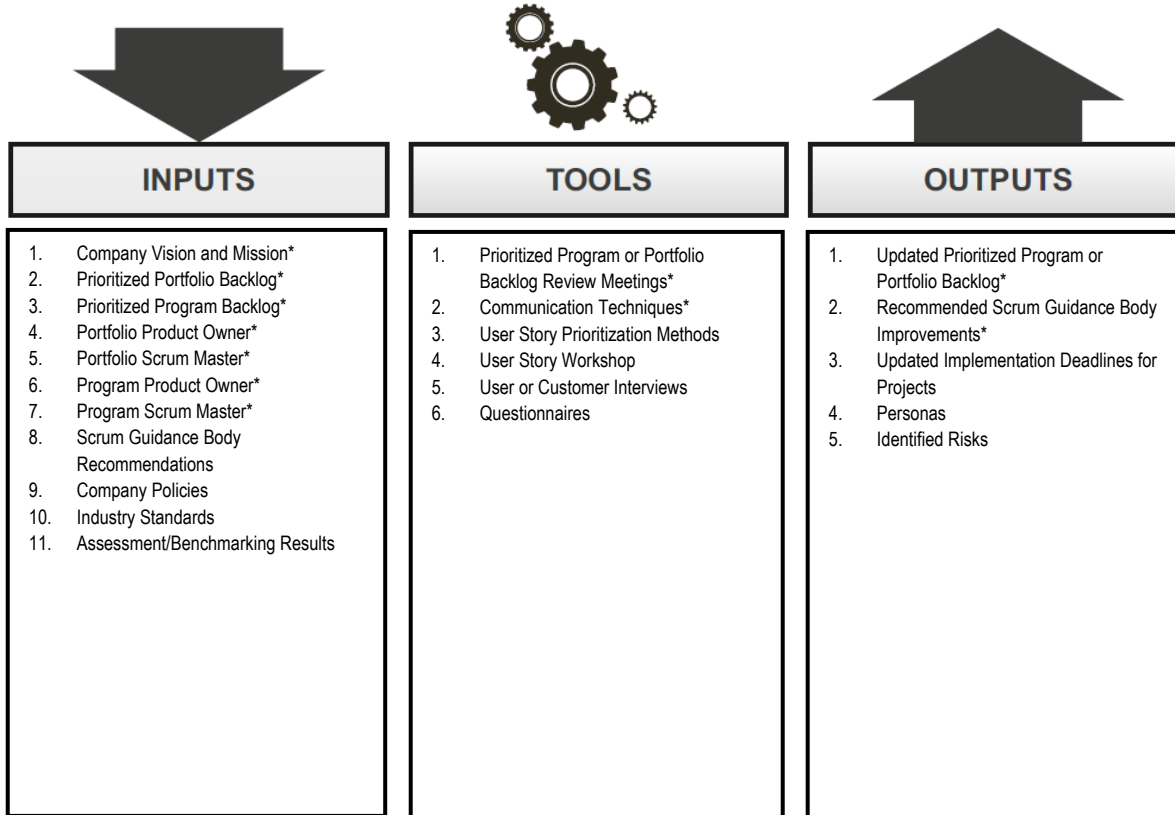 INPUTS
1. Company Vision and Mission*
2. Prioritized Portfolio Backlog*
3. Prioritized Program Backlog*
4. Portfolio Product Owner*
5. Portfolio Scrum Master*
6. Program Product Owner*
7. Program Scrum Master*
8. Scrum Guidance Body
Recommendations
9. Company Policies
10. Industry Standards
11. Assessment/Benchmarking Results
TOOLS
1. Prioritized Program or Portfolio
Backlog Review Meetings*
2. Communication Techniques*
3. User Story Prioritization Methods
4. User Story Workshop
5. User or Customer Interviews
6. Questionnaires
OUTPUTS
1. Updated Prioritized Program or
Portfolio Backlog*
2. Recommended Scrum Guidance Body
Improvements*
3. Updated Implementation Deadlines for
Projects
4. Personas
5. Identified Risks